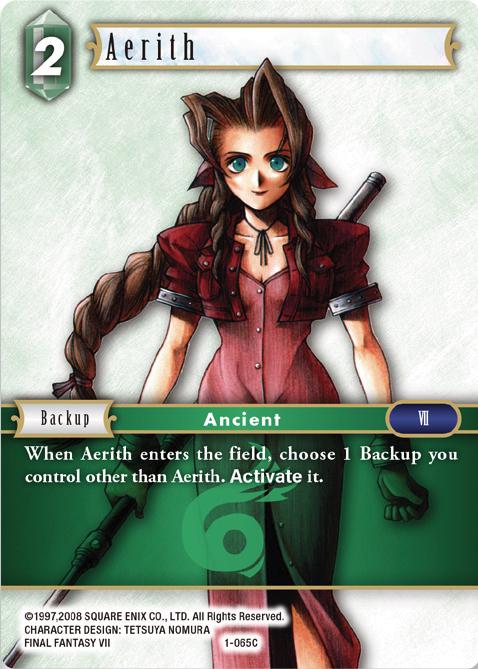 2
Aerith
Backup
Ancient
VII
When Aerith enters the field, choose 1 Backup you
control other than Aerith. Activate it.
©1997,2008 SQUARE ENIX CO., LTD. All Rights Reserved.
CHARACTER DESIGN: TETSUYA NOMURA
FINAL FANTASY VII
1-065C